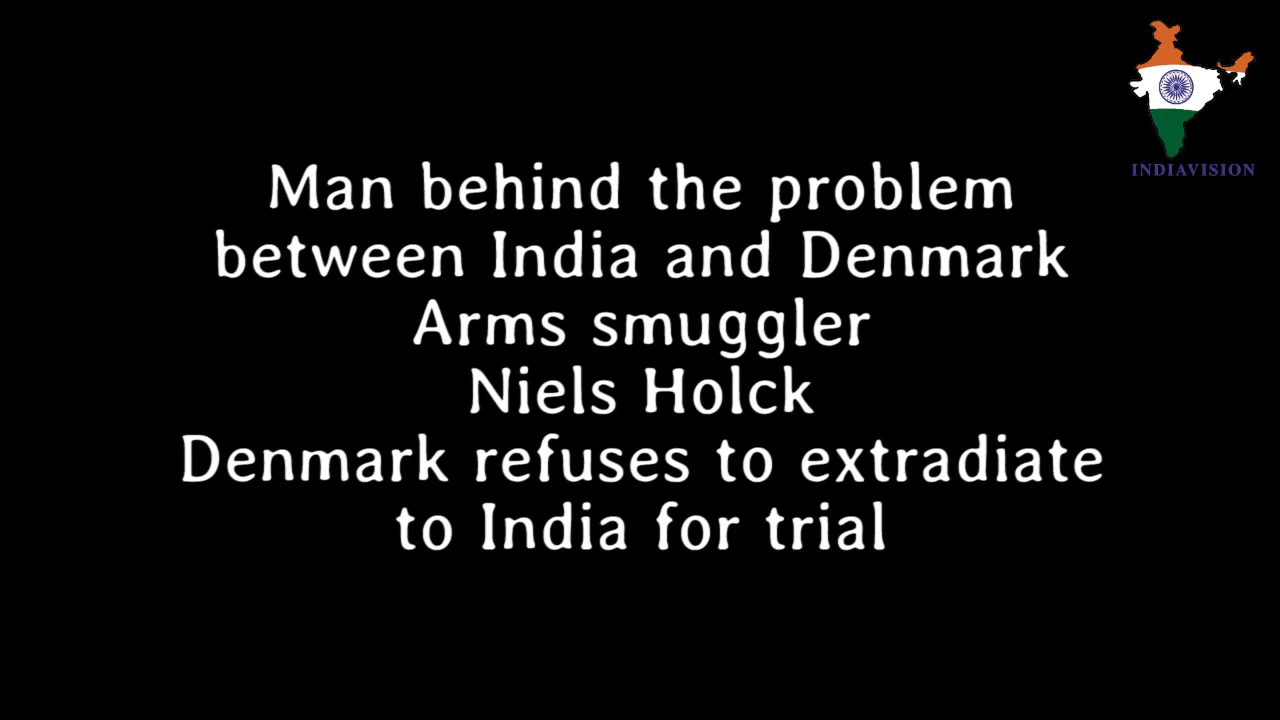 INDIAVISION
Man behind the problem
between India and Denmark
Arms smuggler
Niels Holck
Denmark refuses to extradiate
to India for trial